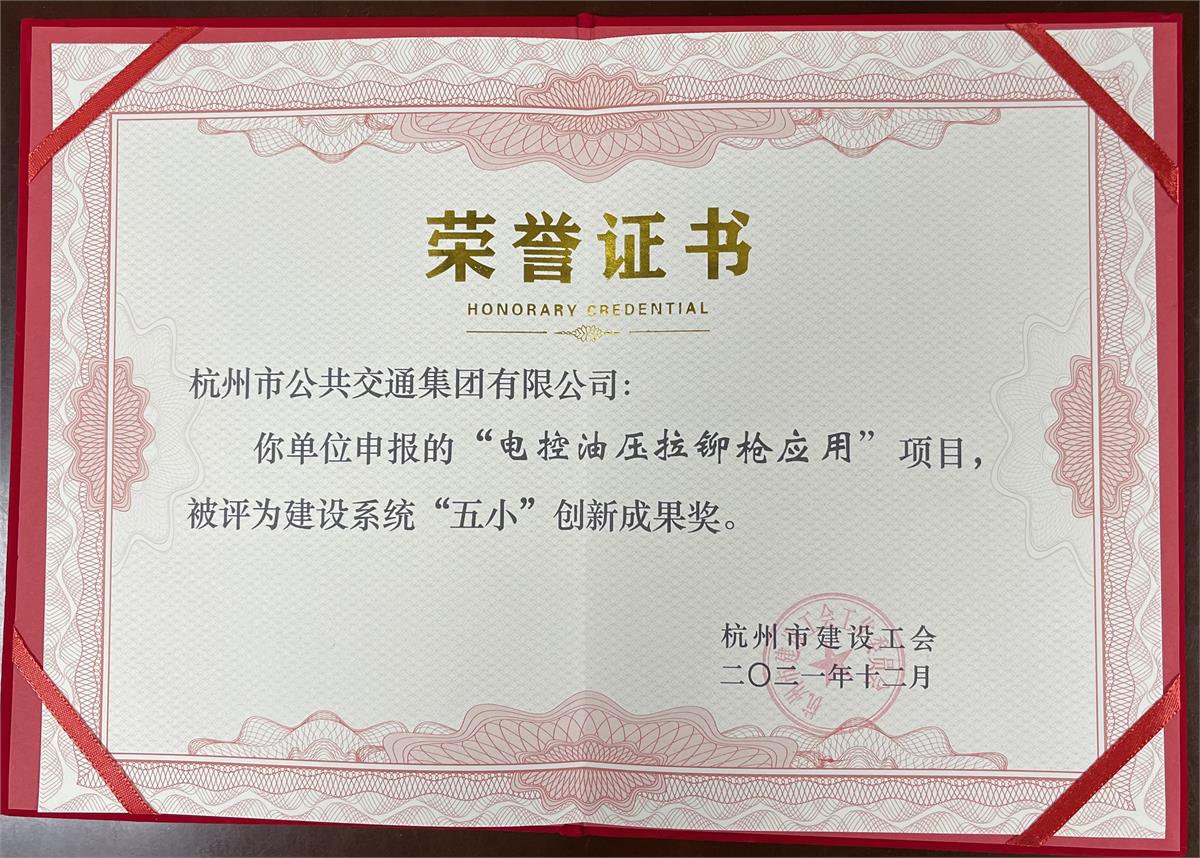 荣誉证书
HONORARY CREDENTIAL
杭州市公共交通集团有限公司：
你单位申报的“电控油压拉铆枪应用”项目，
被评为建设系统“五小”创新成果奖。
杭州市建设工会
二〇二一年十二月